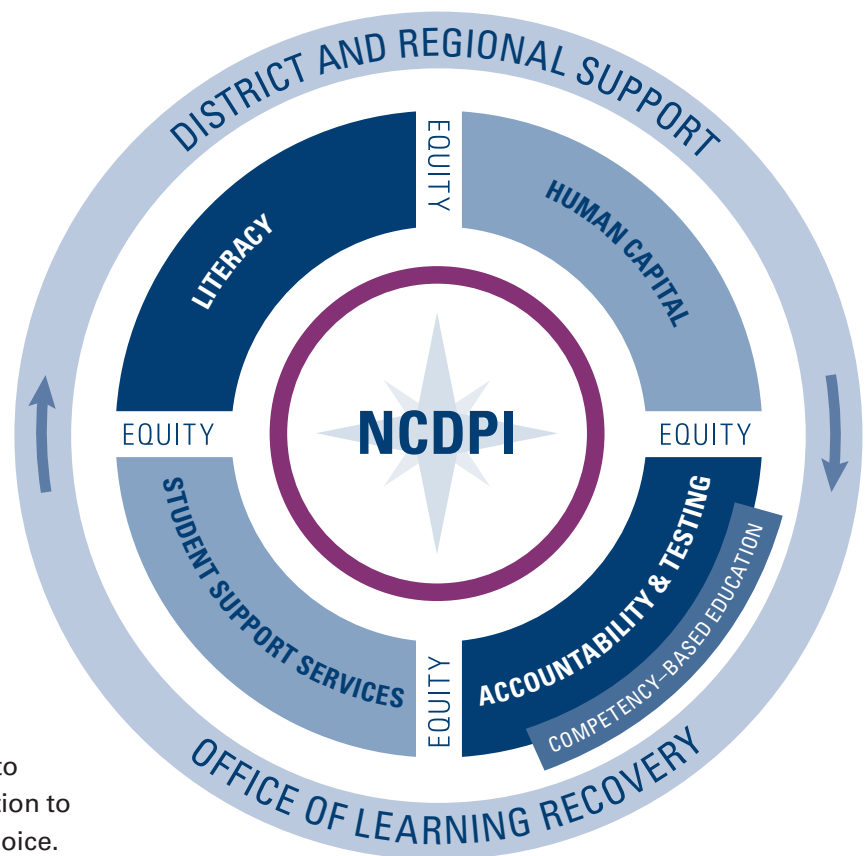 DISTRICT AND REGIONAL SUPPORT
EQUITY
LITERACY
HUMAN CAPITAL
EQUITY
NCDPI
EQUITY
STUDENT SUPPORT SERVICES
ACCOUNTABILITY & TESTING
COMPETENCY–BASED EDUCATION
EQUITY
OFFICE OF LEARNING RECOVERY
to
tion to
oice.